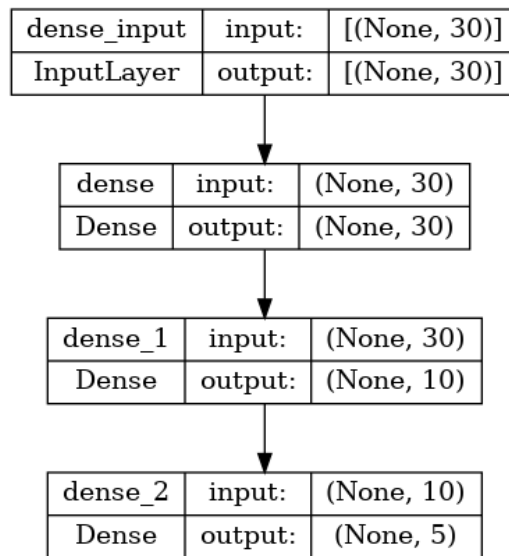 dense_input input: [(None, 30)]
InputLayer output: [(None, 30)]
dense input: (None, 30)
Dense output: (None, 30)
dense_1 input: (None, 30)
Dense output: (None, 10)
dense_2 input: (None, 10)
Dense output: (None, 5)